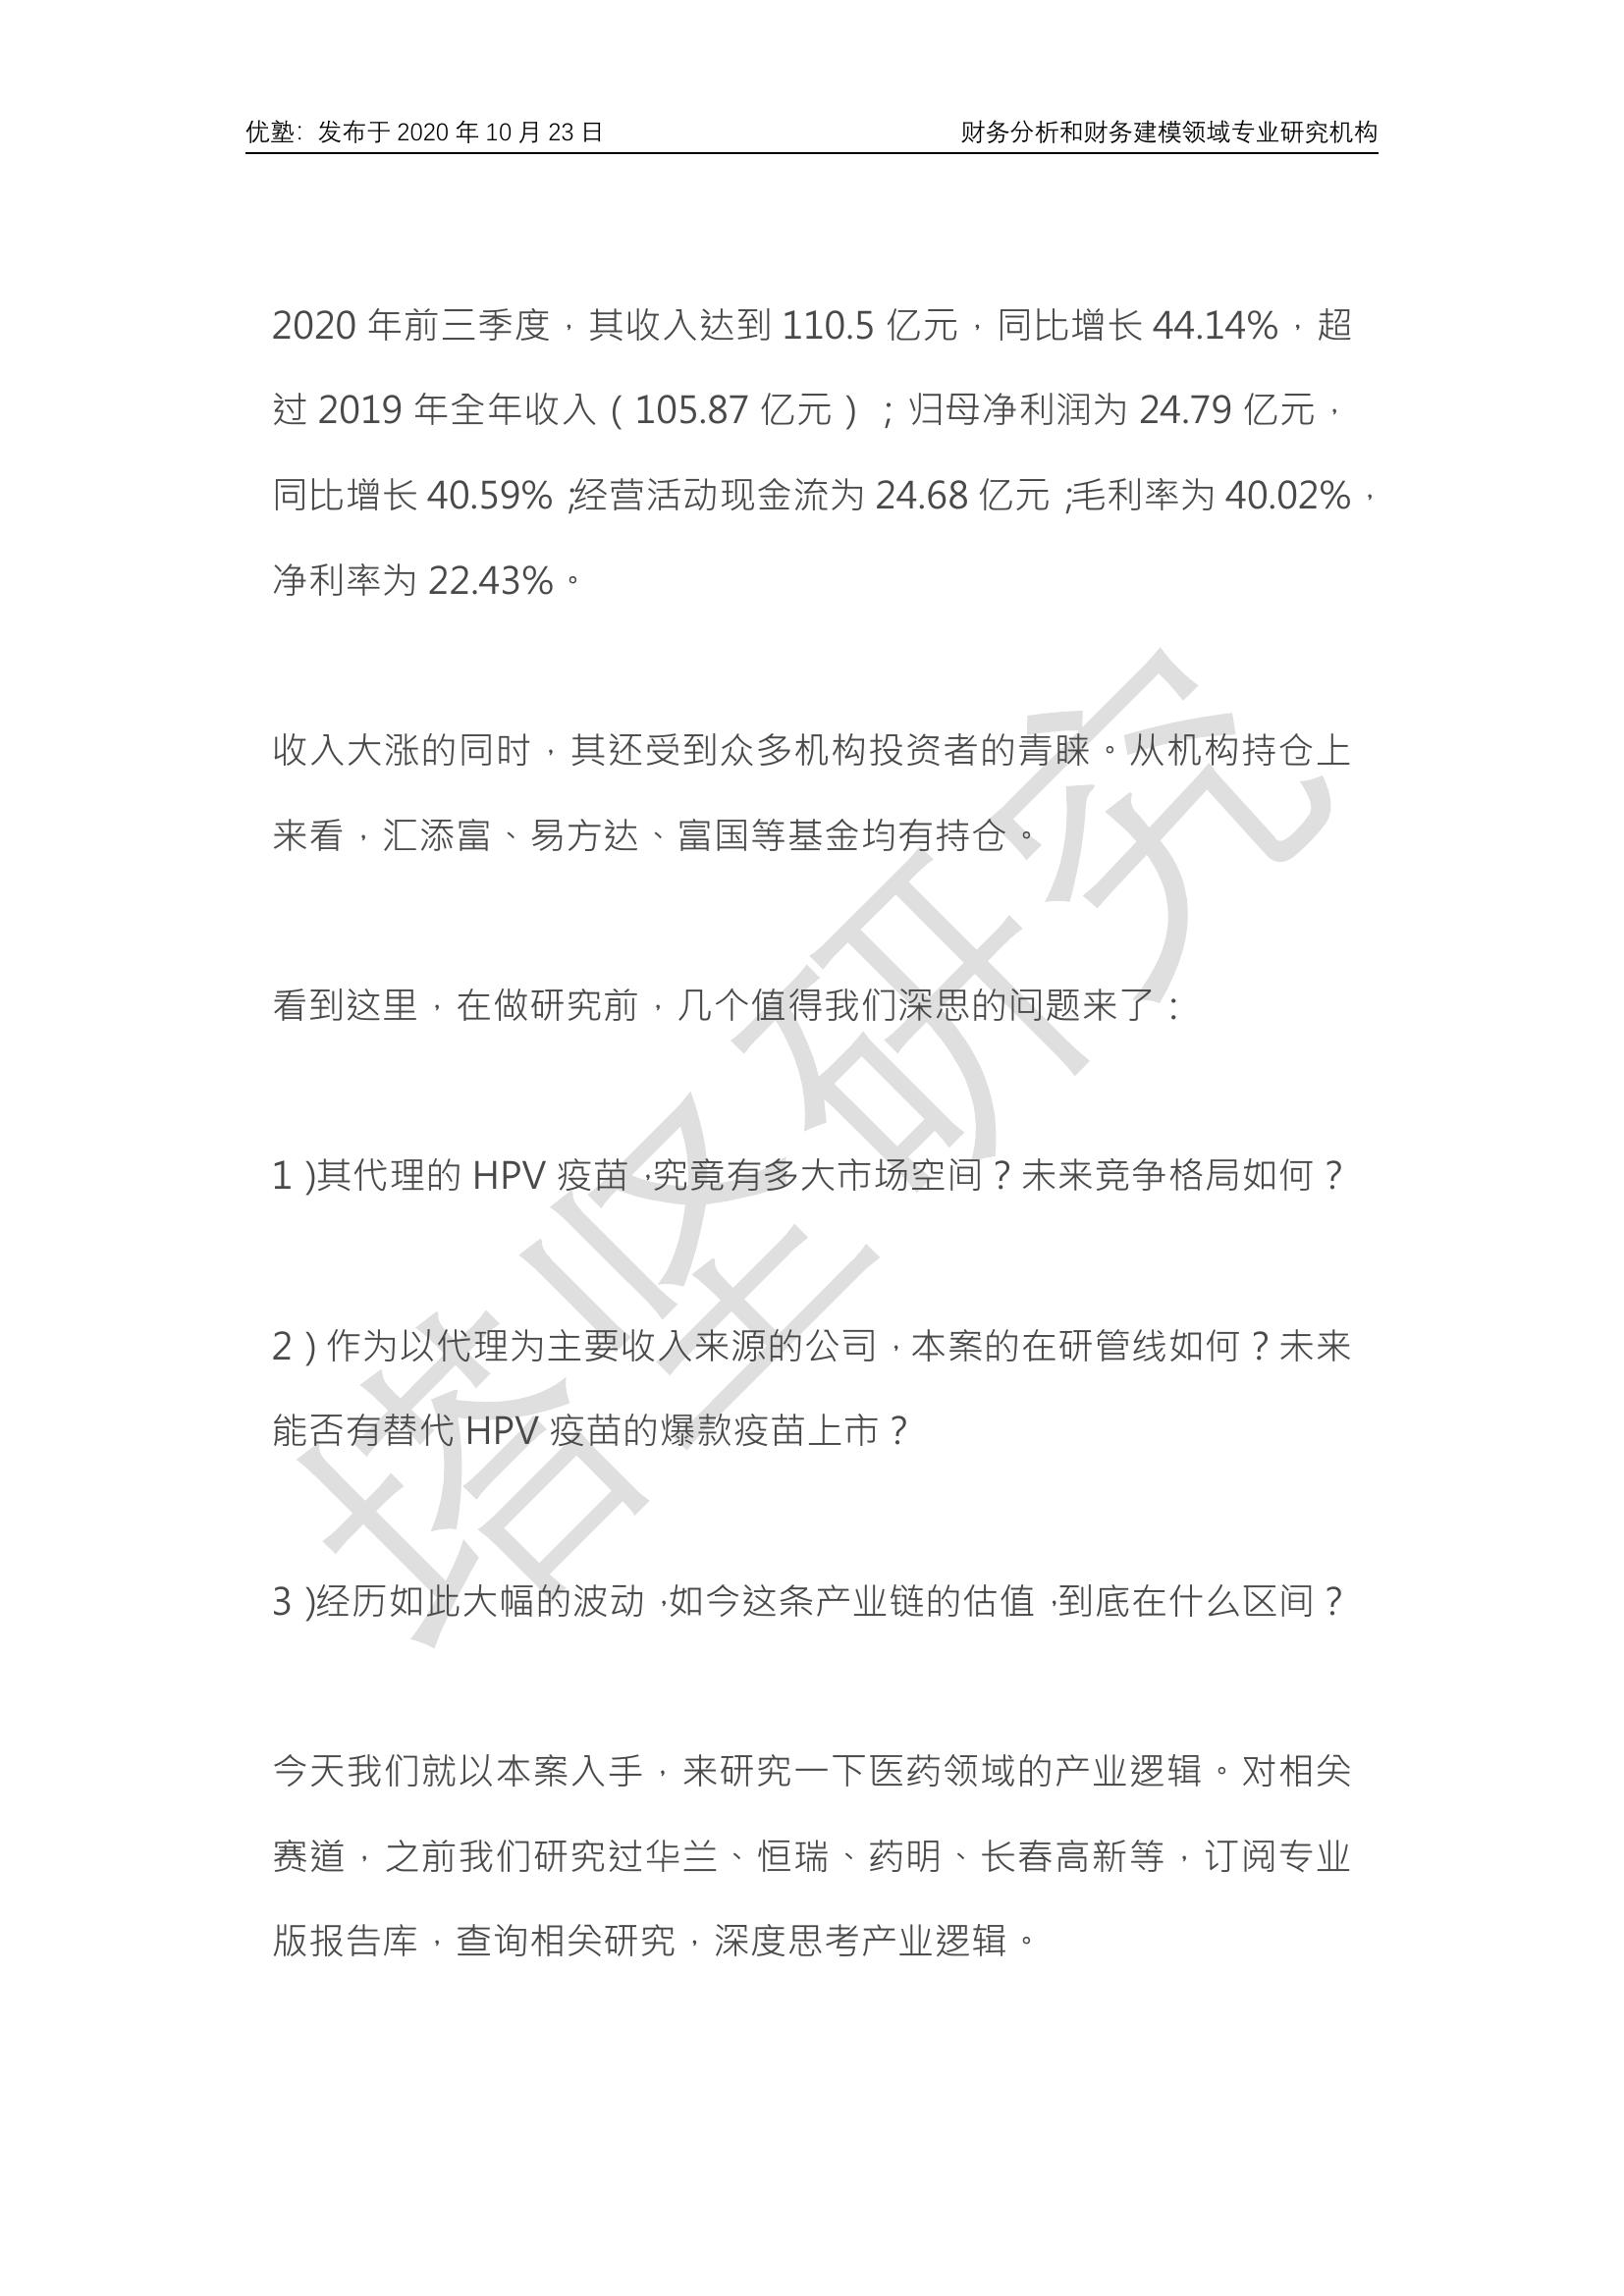 优塾：发布于 2020 年 10 月 23 日
财务分析和财务建模领域专业研究机构
2020 年前三季度，其收入达到 110.5 亿元，同比增长 44.14%，超
过 2019 年全年收入（105.87 亿元）；归母净利润为 24.79 亿元，
同比增长 40.59%；经营活动现金流为 24.68 亿元；毛利率为 40.02%，
净利率为 22.43%。
收入大涨的同时，其还受到众多机构投资者的青睐。从机构持仓上
来看，汇添富、易方达、富国等基金均有持仓。
看到这里，在做研究前，几个值得我们深思的问题来了：
1）其代理的 HPV 疫苗，究竟有多大市场空间？未来竞争格局如何？
2）作为以代理为主要收入来源的公司，本案的在研管线如何？未来
能否有替代 HPV 疫苗的爆款疫苗上市？
3）经历如此大幅的波动，如今这条产业链的估值，到底在什么区间？
今天我们就以本案入手，来研究一下医药领域的产业逻辑。对相关
赛道，之前我们研究过华兰、恒瑞、药明、长春高新等，订阅专业
版报告库，查询相关研究，深度思考产业逻辑。
塔坚研究